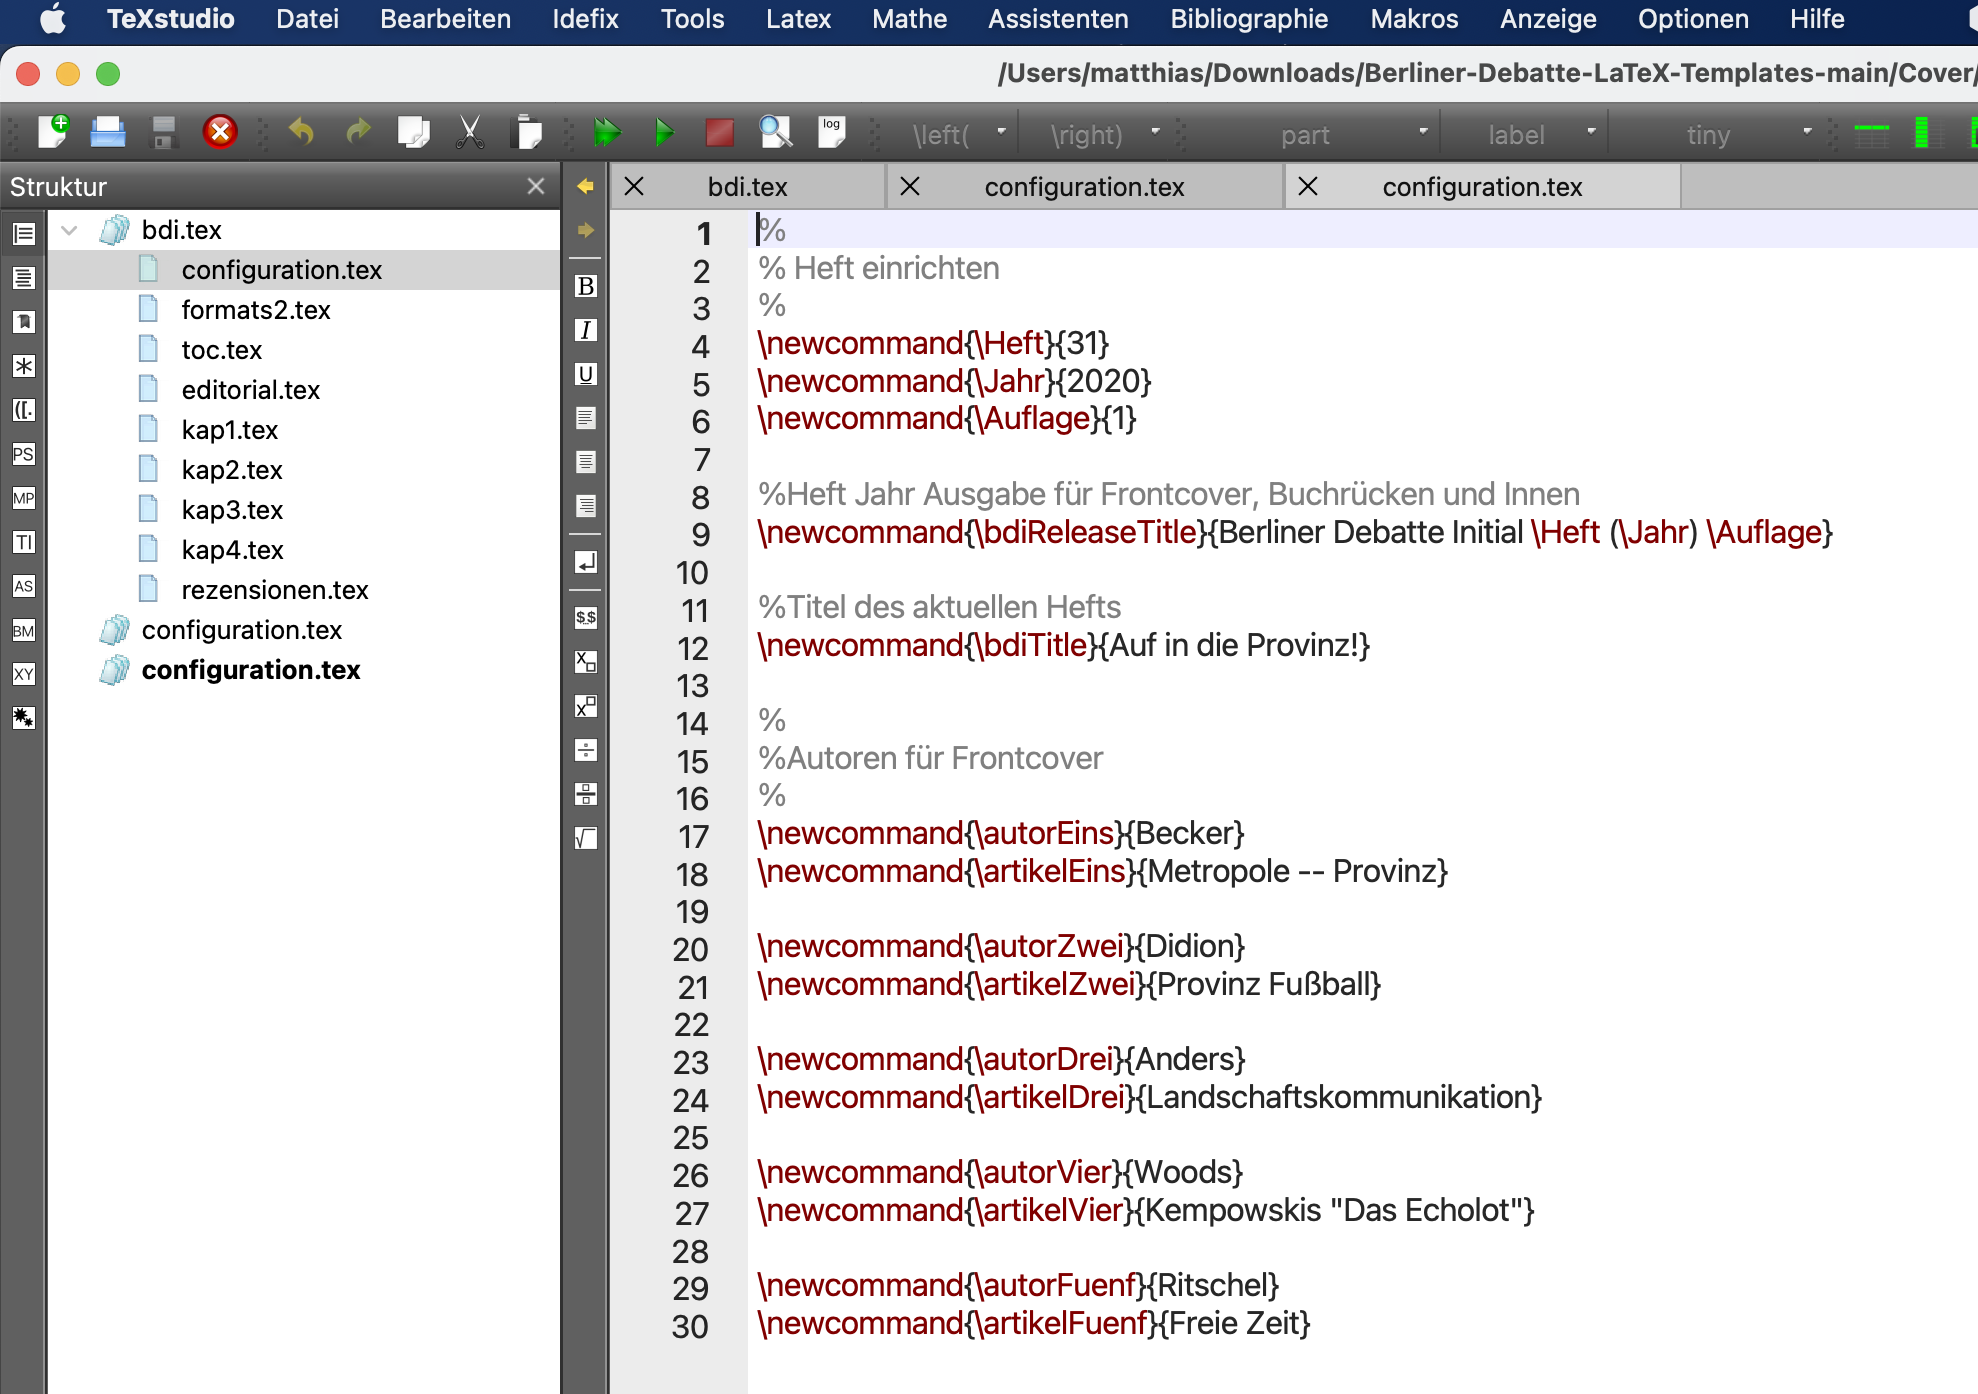 TeXstudio Datei Bearbeiten Idefix Tools Latex Mathe Assistenten Bibliographie Makros Anzeige Optionen Hilfe
/Users/matthias/Downloads/Berliner-Debatte-LaTeX-Templates-main/Cover/
log \left( \right) part label tiny
Struktur
bdi.tex
configuration.tex
formats2.tex
toc.tex
editorial.tex
kap1.tex
kap2.tex
kap3.tex
kap4.tex
rezensionen.tex
configuration.tex
configuration.tex
([.
PS
MP
TI
AS
BM
XY
B
I
U
$$
bdi.tex configuration.tex configuration.tex
1 %
2 % Heft einrichten
3 %
4 \newcommand{\Heft}{31}
5 \newcommand{\Jahr}{2020}
6 \newcommand{\Auflage}{1}
7
8 %Heft Jahr Ausgabe für Frontcover, Buchrücken und Innen
9 \newcommand{\bdiReleaseTitle}{Berliner Debatte Initial \Heft (\Jahr) \Auflage}
10
11 %Titel des aktuellen Hefts
12 \newcommand{\bdiTitle}{Auf in die Provinz!}
13
14 %
15 %Autoren für Frontcover
16 %
17 \newcommand{\autorEins}{Becker}
18 \newcommand{\artikelEins}{Metropole -- Provinz}
19
20 \newcommand{\autorZwei}{Didion}
21 \newcommand{\artikelZwei}{Provinz Fußball}
22
23 \newcommand{\autorDrei}{Anders}
24 \newcommand{\artikelDrei}{Landschaftskommunikation}
25
26 \newcommand{\autorVier}{Woods}
27 \newcommand{\artikelVier}{Kempowskis "Das Echolot"}
28
29 \newcommand{\autorFuenf}{Ritschel}
30 \newcommand{\artikelFuenf}{Freie Zeit}